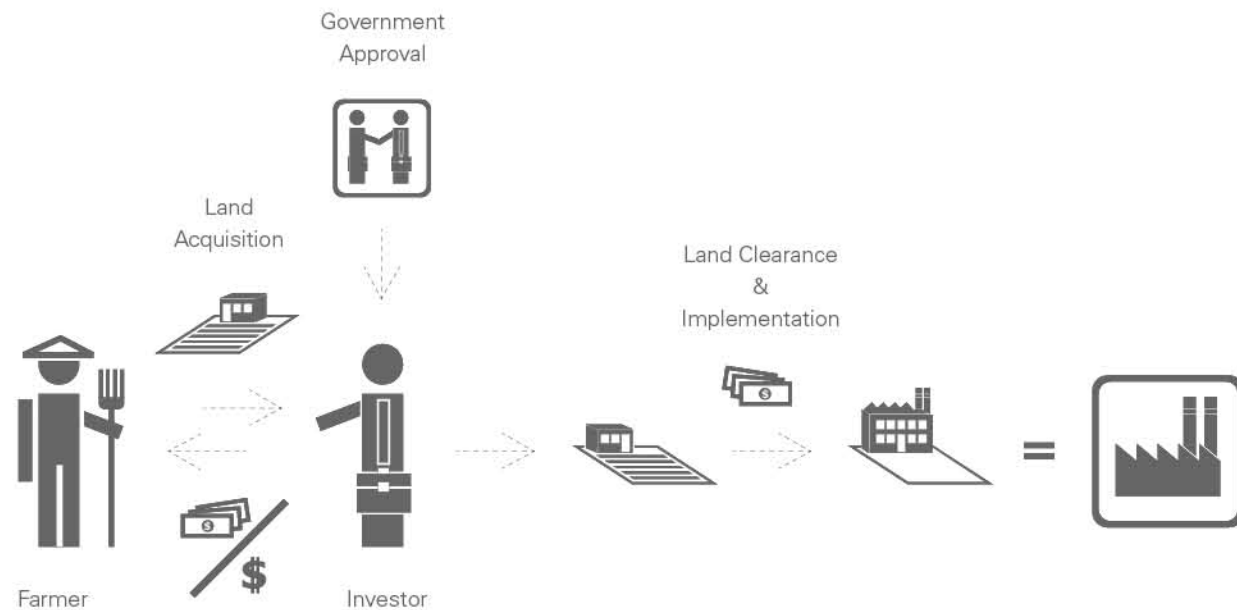 Government
Approval
Land
Acquisition
Land Clearance
&
Implementation
$
=
$
$
Farmer
Investor